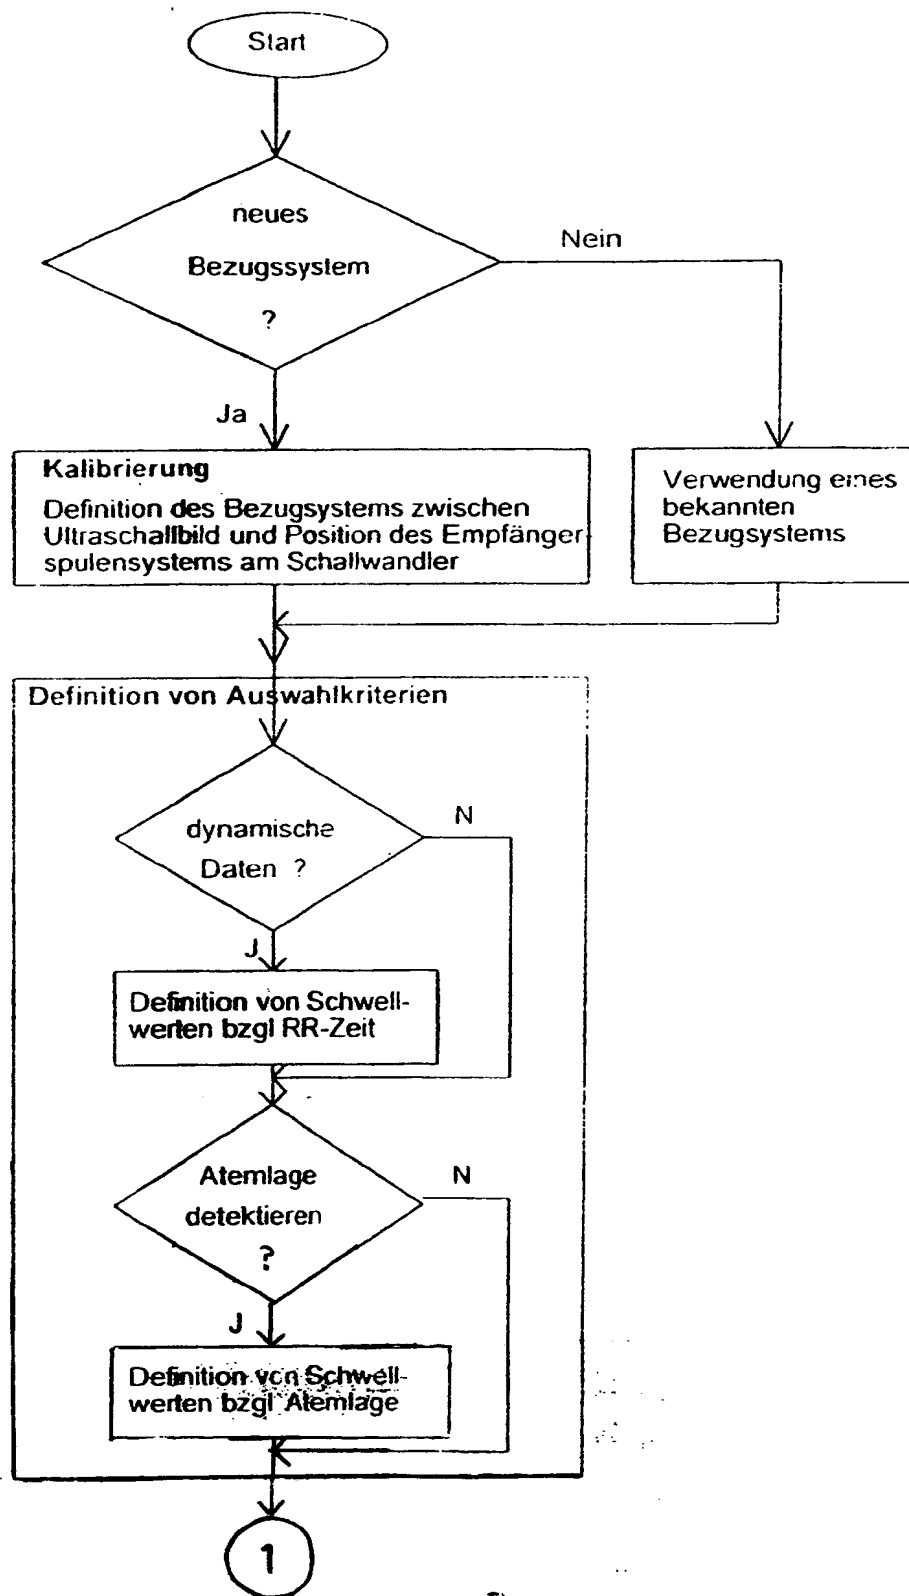 Start
neues
Bezugssystem
?
Nein
Ja
Kalibrierung
Definition des Bezugsystems zwischen
Ultraschallbild und Position des Empfänger-
spulensystems am Schallwandler
Verwendung eines
bekannten
Bezugsystems
Definition von Auswahlkriterien
dynamische
Daten ?
N
J
Definition von Schwell-
werten bzgl RR-Zeit
Atemlage
detektieren
?
N
J
Definition von Schwell-
werten bzgl Atemlage
1